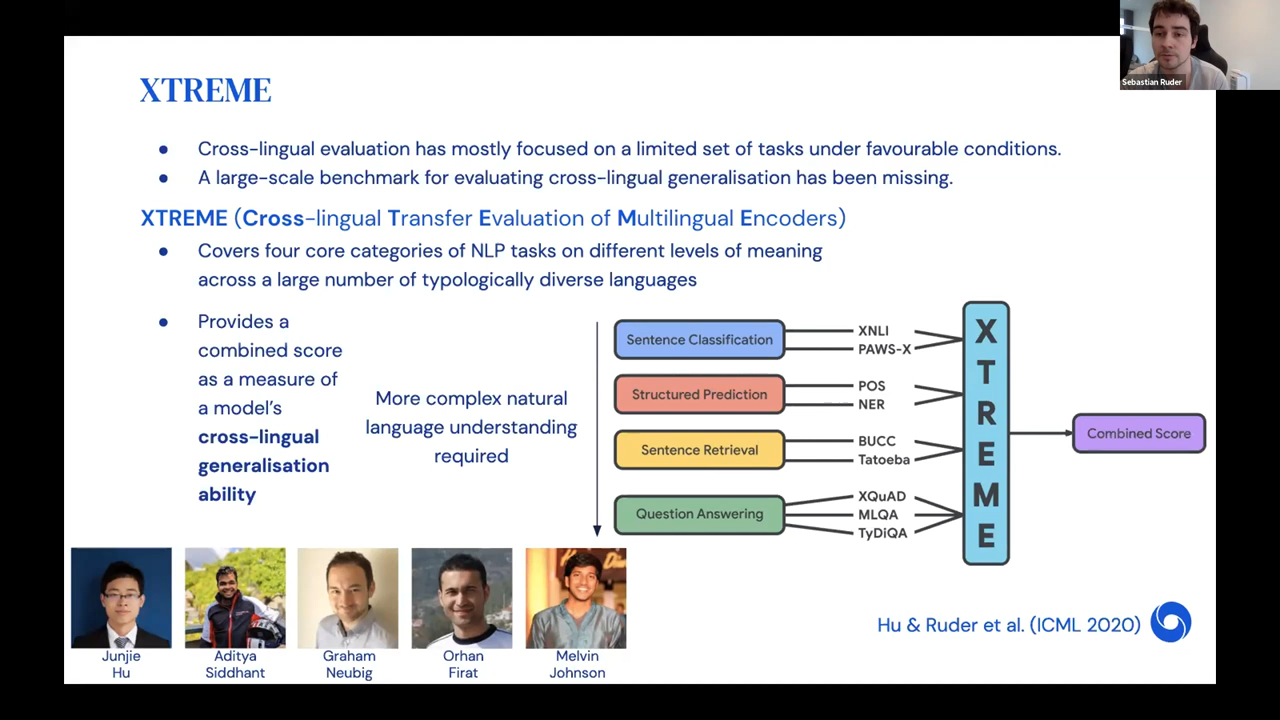 Sebastian Ruder
XTREME
● Cross-lingual evaluation has mostly focused on a limited set of tasks under favourable conditions.
● A large-scale benchmark for evaluating cross-lingual generalisation has been missing.
XTREME (Cross-lingual Transfer Evaluation of Multilingual Encoders)
● Covers four core categories of NLP tasks on different levels of meaning
across a large number of typologically diverse languages
● Provides a
combined score
as a measure of
a model's
cross-lingual
generalisation
ability
More complex natural
language understanding
required
Sentence Classification
XNLI
PAWS-X
Structured Prediction
POS
NER
Sentence Retrieval
BUCC
Tatoeba
Question Answering
XQuAD
MLQA
TyDiQA
X
T
R
E
M
E
Combined Score
Junjie
Hu
Aditya
Siddhant
Graham
Neubig
Orhan
Firat
Melvin
Johnson
Hu & Ruder et al. (ICML 2020)